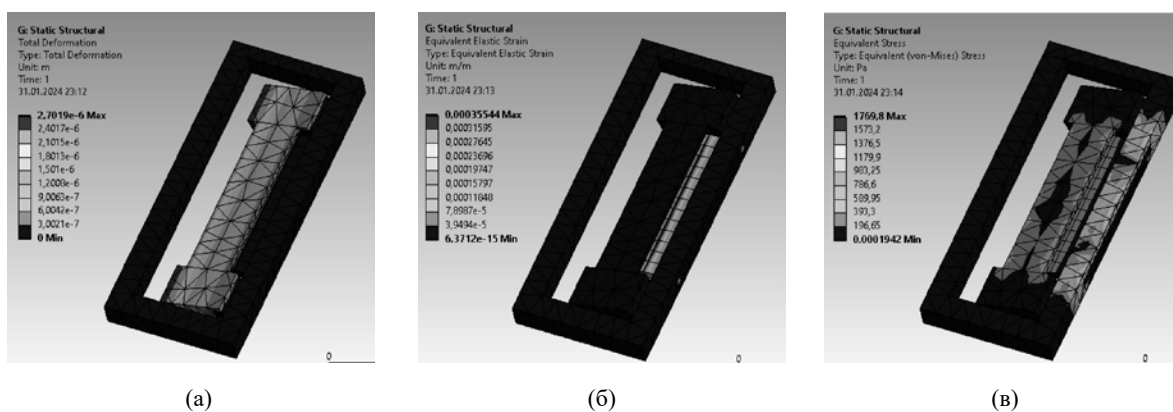 G: Static Structural
Total Deformation
Type: Total Deformation
Unit: m
Time: 1
31.01.2024 23:12
2,7019e-6 Max
2,4017e-6
2,1015e-6
1,8013e-6
1,501e-6
1,2008e-6
9,0063e-7
6,0042e-7
3,0021e-7
0 Min
0
(а)
G: Static Structural
Equivalent Elastic Strain
Type: Equivalent Elastic Strain
Unit: m/m
Time: 1
31.01.2024 23:13
0,00035544 Max
0,00031595
0,00027645
0,00023696
0,00019747
0,00015797
0,00011848
7,8987e-5
3,9494e-5
6,3712e-15 Min
0
(б)
G: Static Structural
Equivalent Stress
Type: Equivalent (von-Mises) Stress
Unit: Pa
Time: 1
31.01.2024 23:14
1769,8 Max
1573,2
1376,5
1179,9
983,25
786,6
589,95
393,3
196,65
0,0001942 Min
0
(в)